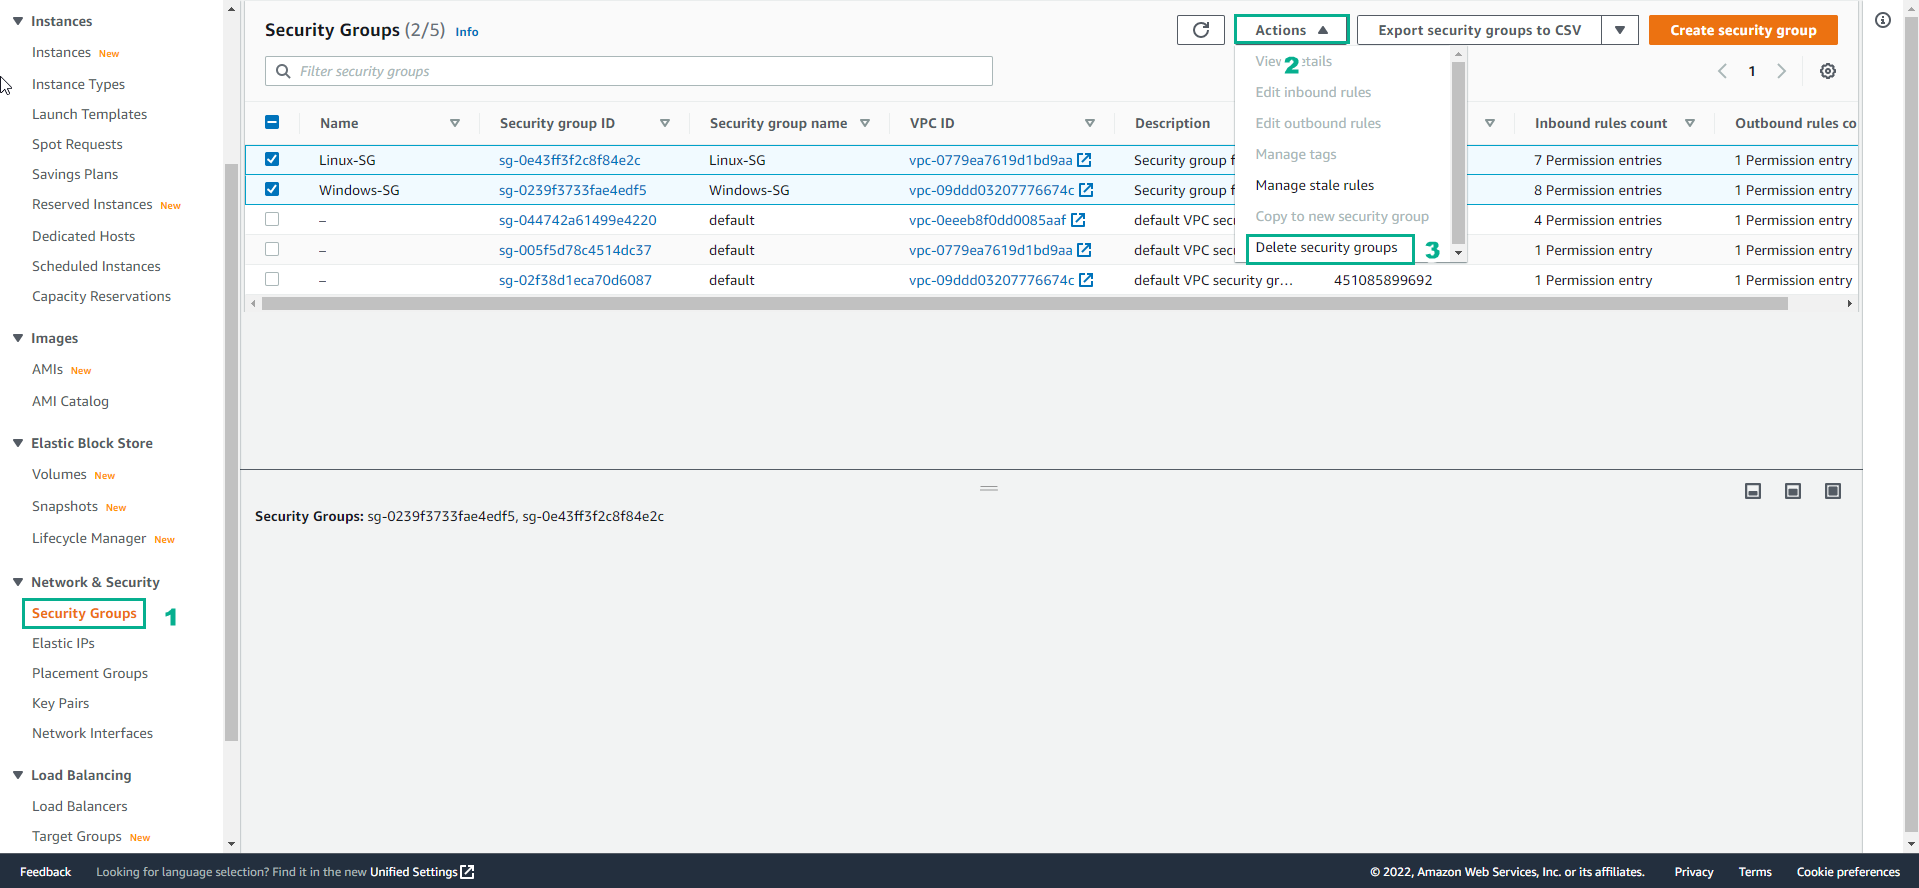 Instances
Instances New
Instance Types
Launch Templates
Spot Requests
Savings Plans
Reserved Instances New
Dedicated Hosts
Scheduled Instances
Capacity Reservations
Images
AMIs New
AMI Catalog
Elastic Block Store
Volumes New
Snapshots New
Lifecycle Manager New
Network & Security
Security Groups 1
Elastic IPs
Placement Groups
Key Pairs
Network Interfaces
Load Balancing
Load Balancers
Target Groups New
Security Groups (2/5) Info
Actions
Export security groups to CSV
Create security group
Filter security groups
1
View 2 etails
Edit inbound rules
Edit outbound rules
Manage tags
Manage stale rules
Copy to new security group
Delete security groups 3
Name Security group ID Security group name VPC ID Description Inbound rules count Outbound rules co
Linux-SG sg-0e43ff3f2c8f84e2c Linux-SG vpc-0779ea7619d1bd9aa Security group f 7 Permission entries 1 Permission entry
Windows-SG sg-0239f3733fae4edf5 Windows-SG vpc-09ddd03207776674c Security group f 8 Permission entries 1 Permission entry
– sg-044742a61499e4220 default vpc-0eeeb8f0dd0085aaf default VPC secu 4 Permission entries 1 Permission entry
– sg-005f5d78c4514dc37 default vpc-0779ea7619d1bd9aa default VPC secu 1 Permission entry 1 Permission entry
– sg-02f38d1eca70d6087 default vpc-09ddd03207776674c default VPC security gr... 451085899692 1 Permission entry 1 Permission entry
Security Groups: sg-0239f3733fae4edf5, sg-0e43ff3f2c8f84e2c
Feedback Looking for language selection? Find it in the new Unified Settings © 2022, Amazon Web Services, Inc. or its affiliates. Privacy Terms Cookie preferences